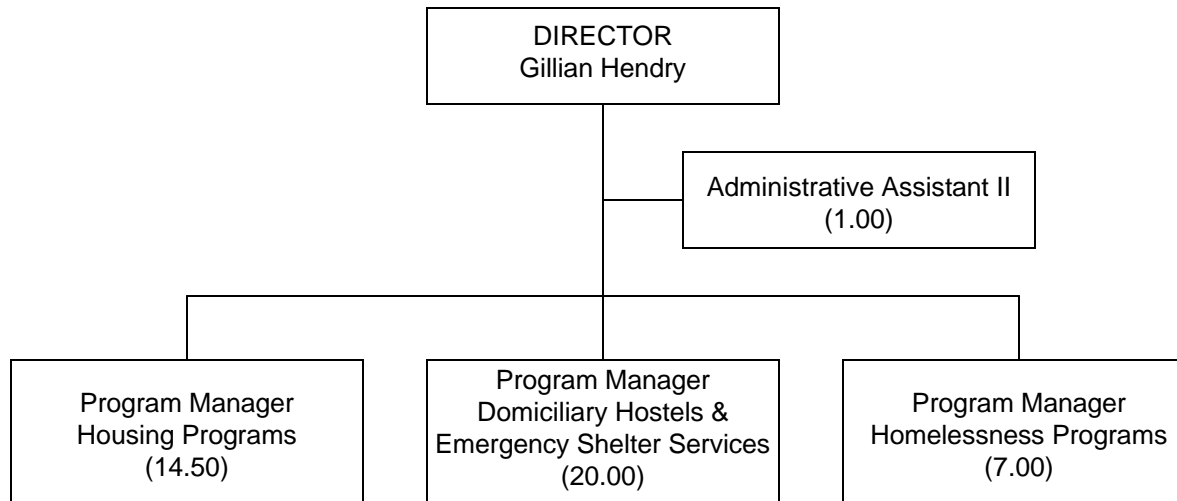 DIRECTOR
Gillian Hendry
Administrative Assistant II
(1.00)
Program Manager
Housing Programs
(14.50)
Program Manager
Domiciliary Hostels &
Emergency Shelter Services
(20.00)
Program Manager
Homelessness Programs
(7.00)